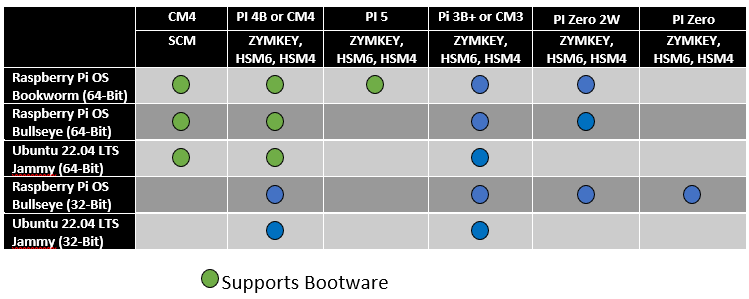 CM4 PI 4B or CM4 PI 5 Pi 3B+ or CM3 PI Zero 2W PI Zero
SCM ZYMKEY, ZYMKEY, ZYMKEY, ZYMKEY, ZYMKEY,
HSM6, HSM4 HSM6, HSM4 HSM6, HSM4 HSM6, HSM4 HSM6, HSM4
Raspberry Pi OS
Bookworm (64-Bit)
Raspberry Pi OS
Bullseye (64-Bit)
Ubuntu 22.04 LTS
Jammy (64-Bit)
Raspberry Pi OS
Bullseye (32-Bit)
Ubuntu 22.04 LTS
Jammy (32-Bit)
Supports Bootware